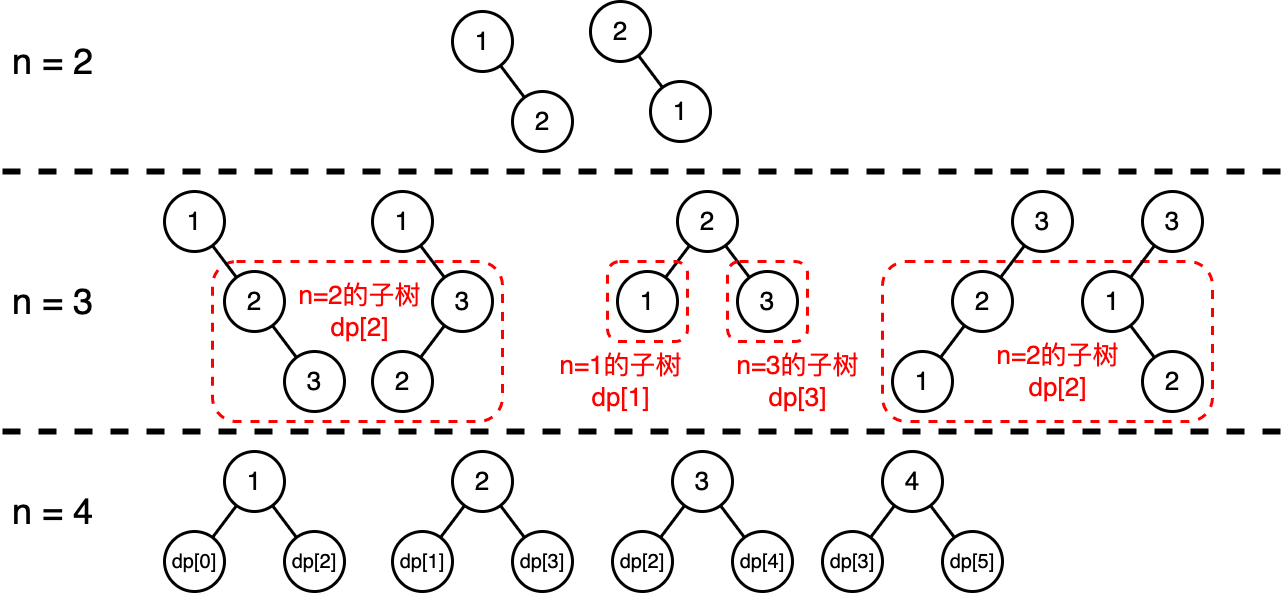 n = 2
1
2
2
1
n = 3
1
1
2
3
3
2
n=2的子树
dp[2]
2
1
3
n=1的子树
dp[1]
n=3的子树
dp[3]
3
3
2
1
1
2
n=2的子树
dp[2]
n = 4
1
dp[0]
dp[2]
2
dp[1]
dp[3]
3
dp[2]
dp[4]
4
dp[3]
dp[5]